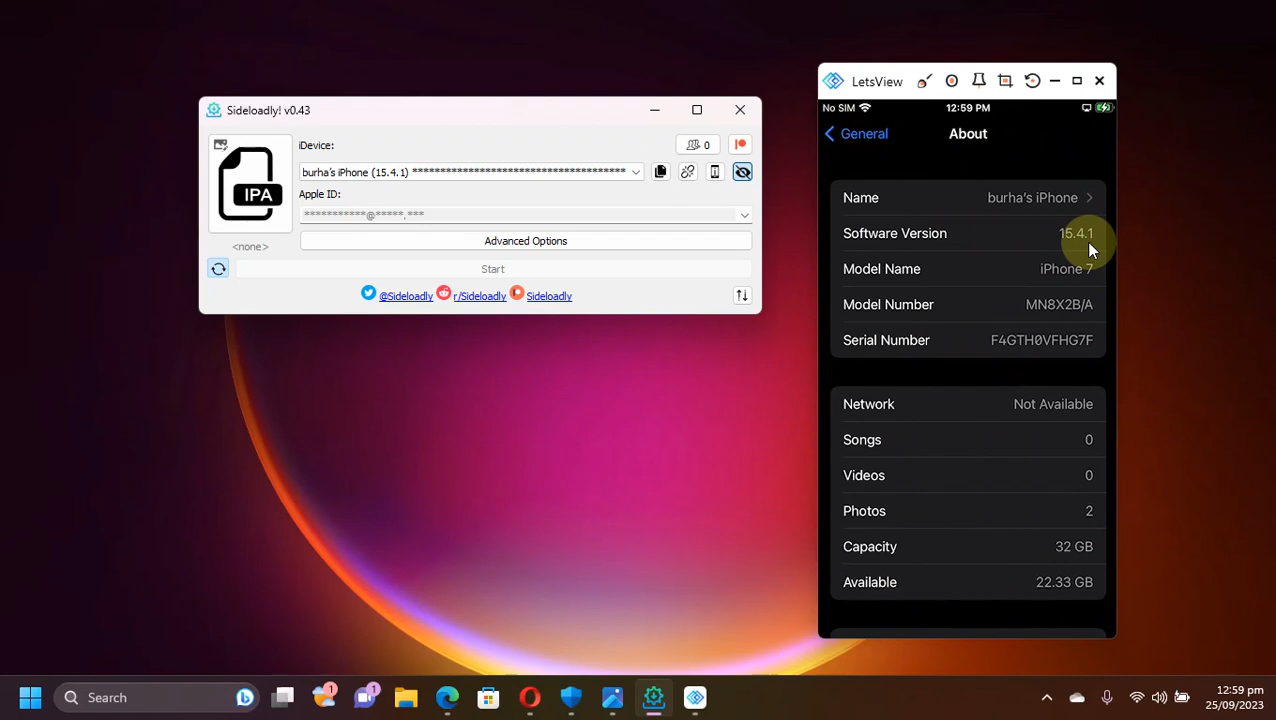 Sideloadly! v0.43
iDevice:
0
burha's iPhone (15.4.1) **************************************
Apple ID:
***********@*****.***
IPA
<none>
Advanced Options
Start
@Sideloadly r/Sideloadly Sideloadly
LetsView
No SIM 12:59 PM
General About
Name burha's iPhone
Software Version 15.4.1
Model Name iPhone 7
Model Number MN8X2B/A
Serial Number F4GTH0VFHG7F
Network Not Available
Songs 0
Videos 0
Photos 2
Capacity 32 GB
Available 22.33 GB
Search
1
1
12:59 pm
25/09/2023